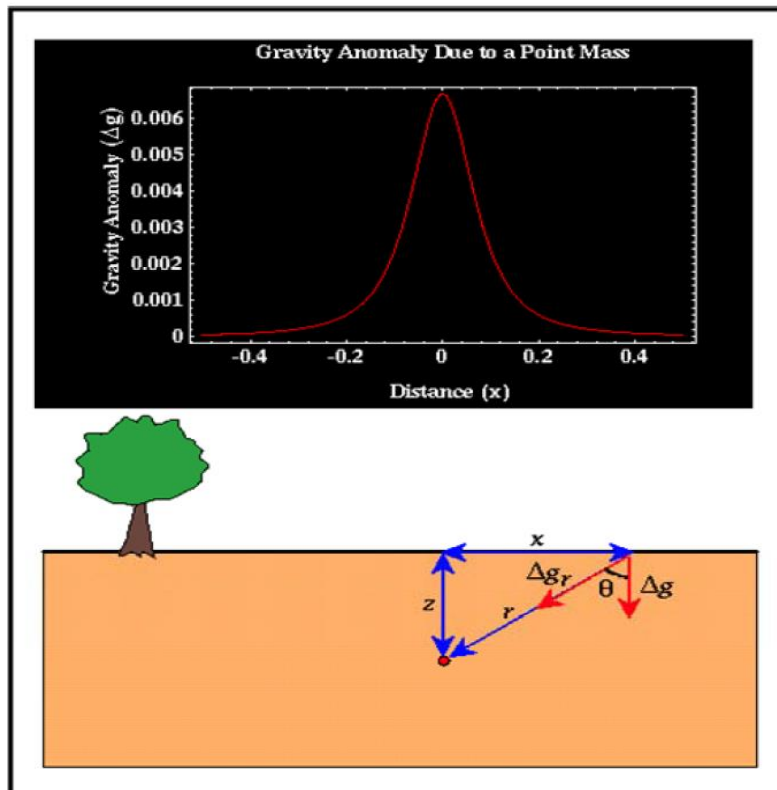 Gravity Anomaly Due to a Point Mass
Gravity Anomaly (Δg)
0.006
0.005
0.004
0.003
0.002
0.001
0
-0.4 -0.2 0 0.2 0.4
Distance (x)
x
Δgr θ Δg
z r